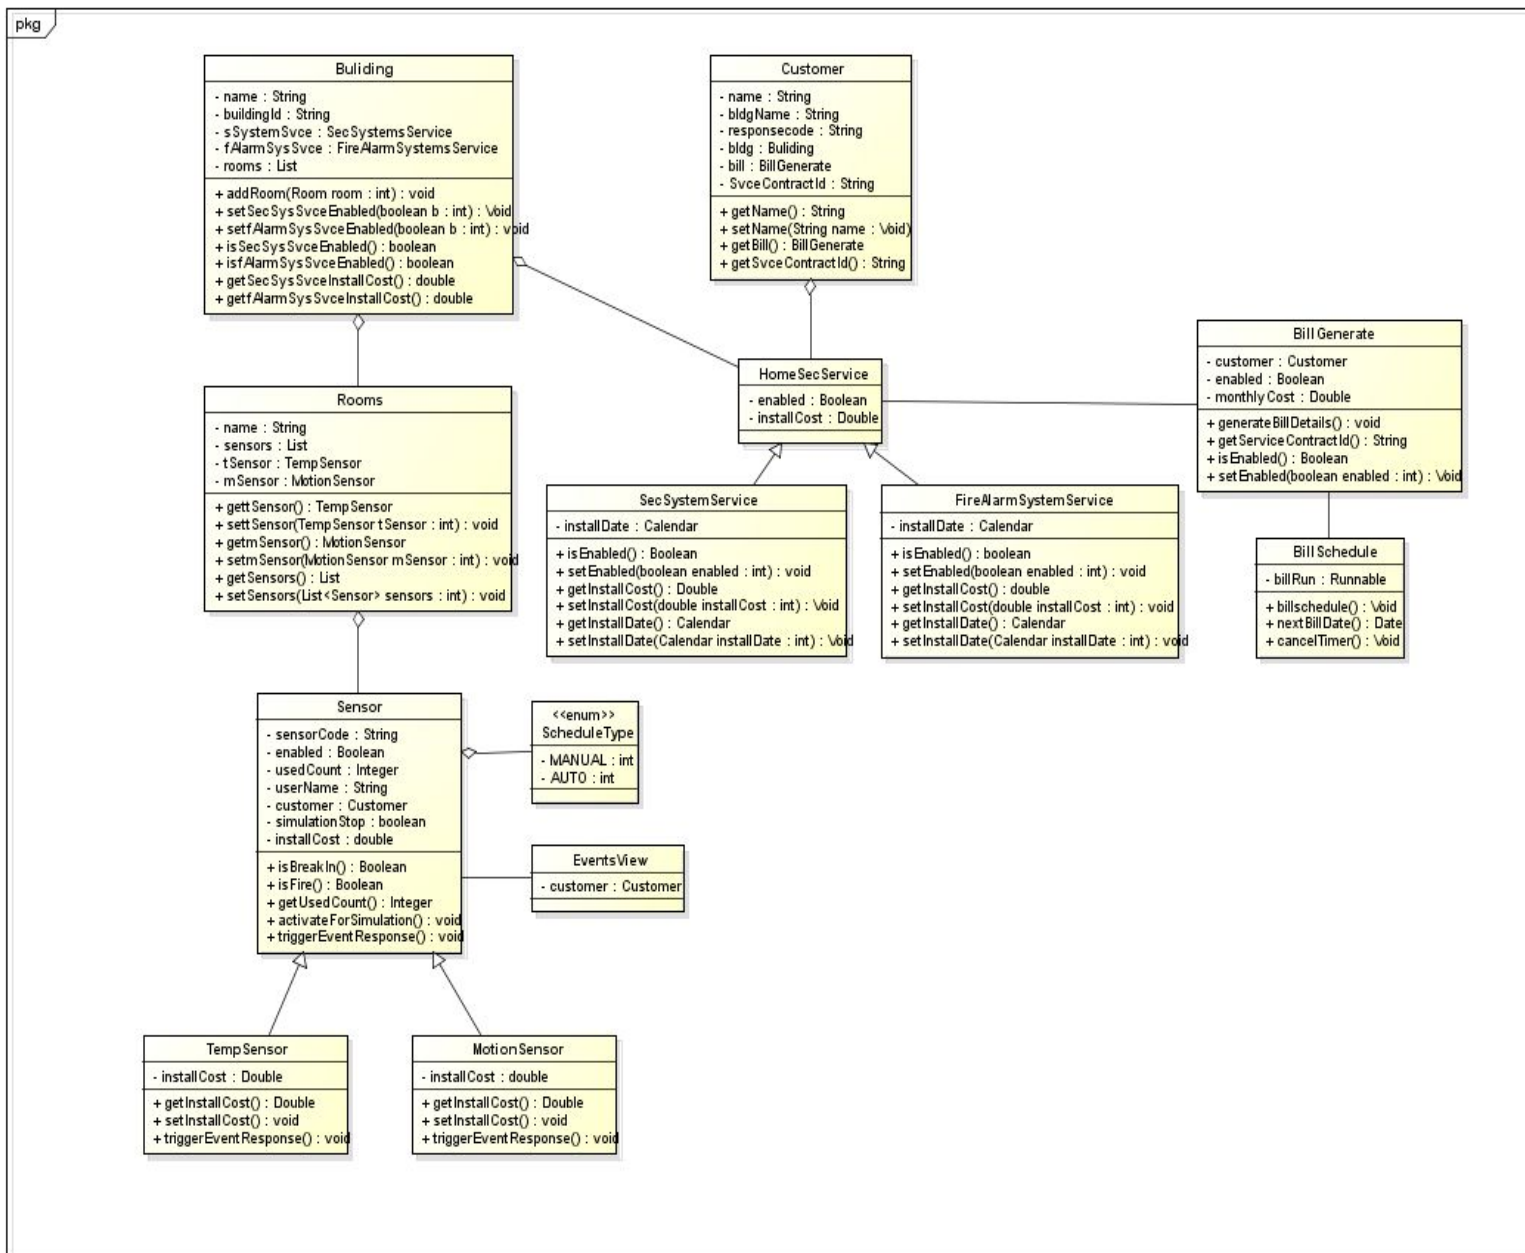 pkg
Buliding
- name : String
- buildingId : String
- sSystemSvce : SecSystemsService
- fAlarmSysSvce : FireAlarmSystemsService
- rooms : List
+ addRoom(Room room : int) : void
+ setSecSysSvceEnabled(boolean b : int) : Void
+ setfAlarmSysSvceEnabled(boolean b : int) : void
+ isSecSysSvceEnabled() : boolean
+ isfAlarmSysSvceEnabled() : boolean
+ getSecSysSvceInstallCost() : double
+ getfAlarmSysSvceInstallCost() : double
Customer
- name : String
- bldgName : String
- responsecode : String
- bldg : Buliding
- bill : BillGenerate
- SvceContractId : String
+ getName() : String
+ setName(String name : Void)
+ getBill() : BillGenerate
+ getSvceContractId() : String
HomeSecService
- enabled : Boolean
- installCost : Double
BillGenerate
- customer : Customer
- enabled : Boolean
- monthlyCost : Double
+ generateBillDetails() : void
+ getServiceContractId() : String
+ isEnabled() : Boolean
+ setEnabled(boolean enabled : int) : Void
Rooms
- name : String
- sensors : List
- tSensor : TempSensor
- mSensor : MotionSensor
+ gettSensor() : TempSensor
+ settSensor(TempSensor tSensor : int) : void
+ getmSensor() : MotionSensor
+ setmSensor(MotionSensor mSensor : int) : void
+ getSensors() : List
+ setSensors(List<Sensor> sensors : int) : void
SecSystemService
- installDate : Calendar
+ isEnabled() : Boolean
+ setEnabled(boolean enabled : int) : void
+ getInstallCost() : Double
+ setInstallCost(double installCost : int) : Void
+ getInstallDate() : Calendar
+ setInstallDate(Calendar installDate : int) : Void
FireAlarmSystemService
- installDate : Calendar
+ isEnabled() : boolean
+ setEnabled(boolean enabled : int) : void
+ getInstallCost() : double
+ setInstallCost(double installCost : int) : void
+ getInstallDate() : Calendar
+ setInstallDate(Calendar installDate : int) : void
BillSchedule
- billRun : Runnable
+ billschedule() : Void
+ nextBillDate() : Date
+ cancelTimer() : Void
Sensor
- sensorCode : String
- enabled : Boolean
- usedCount : Integer
- userName : String
- customer : Customer
- simulationStop : boolean
- installCost : double
+ isBreakIn() : Boolean
+ isFire() : Boolean
+ getUsedCount() : Integer
+ activateForSimulation() : void
+ triggerEventResponse() : void
<<enum>>
ScheduleType
- MANUAL : int
- AUTO : int
EventsView
- customer : Customer
TempSensor
- installCost : Double
+ getInstallCost() : Double
+ setInstallCost() : void
+ triggerEventResponse() : void
MotionSensor
- installCost : double
+ getInstallCost() : Double
+ setInstallCost() : void
+ triggerEventResponse() : void